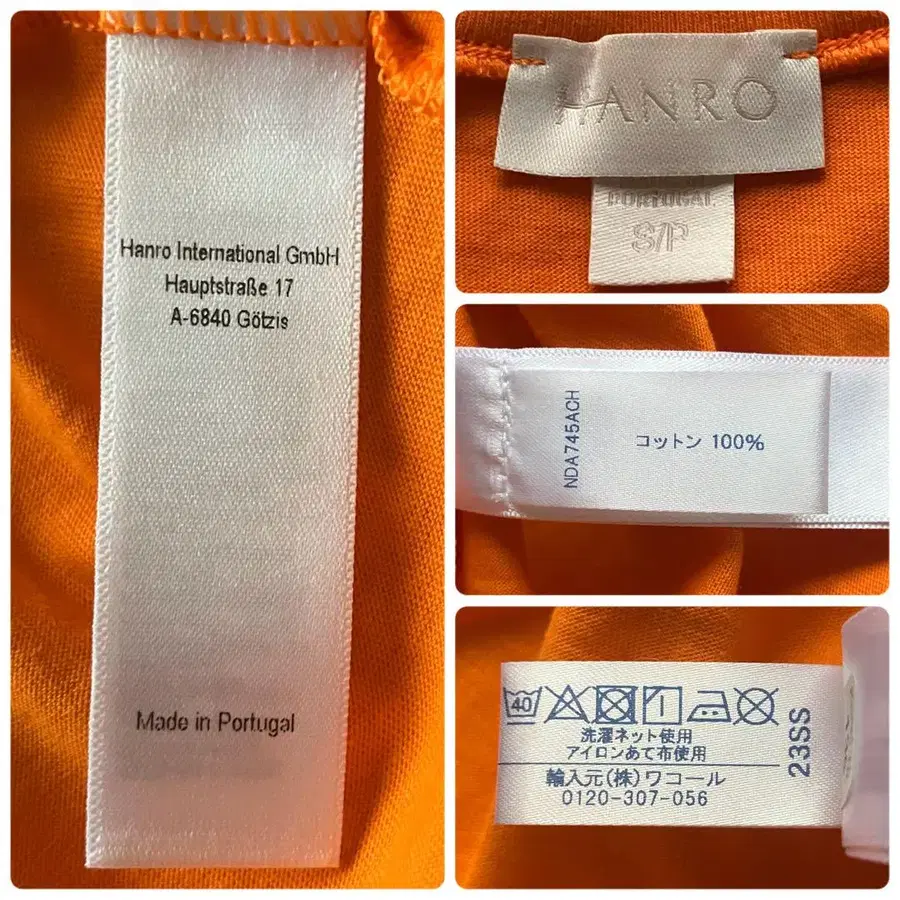 Hanro International GmbH
Hauptstraße 17
A-6840 Götzis
Made in Portugal
HANRO
PORTUGAL
S/P
NDA745ACH
コットン 100%
40
洗濯ネット使用
アイロンあて布使用
輸入元(株)ワコール
0120-307-056
23SS